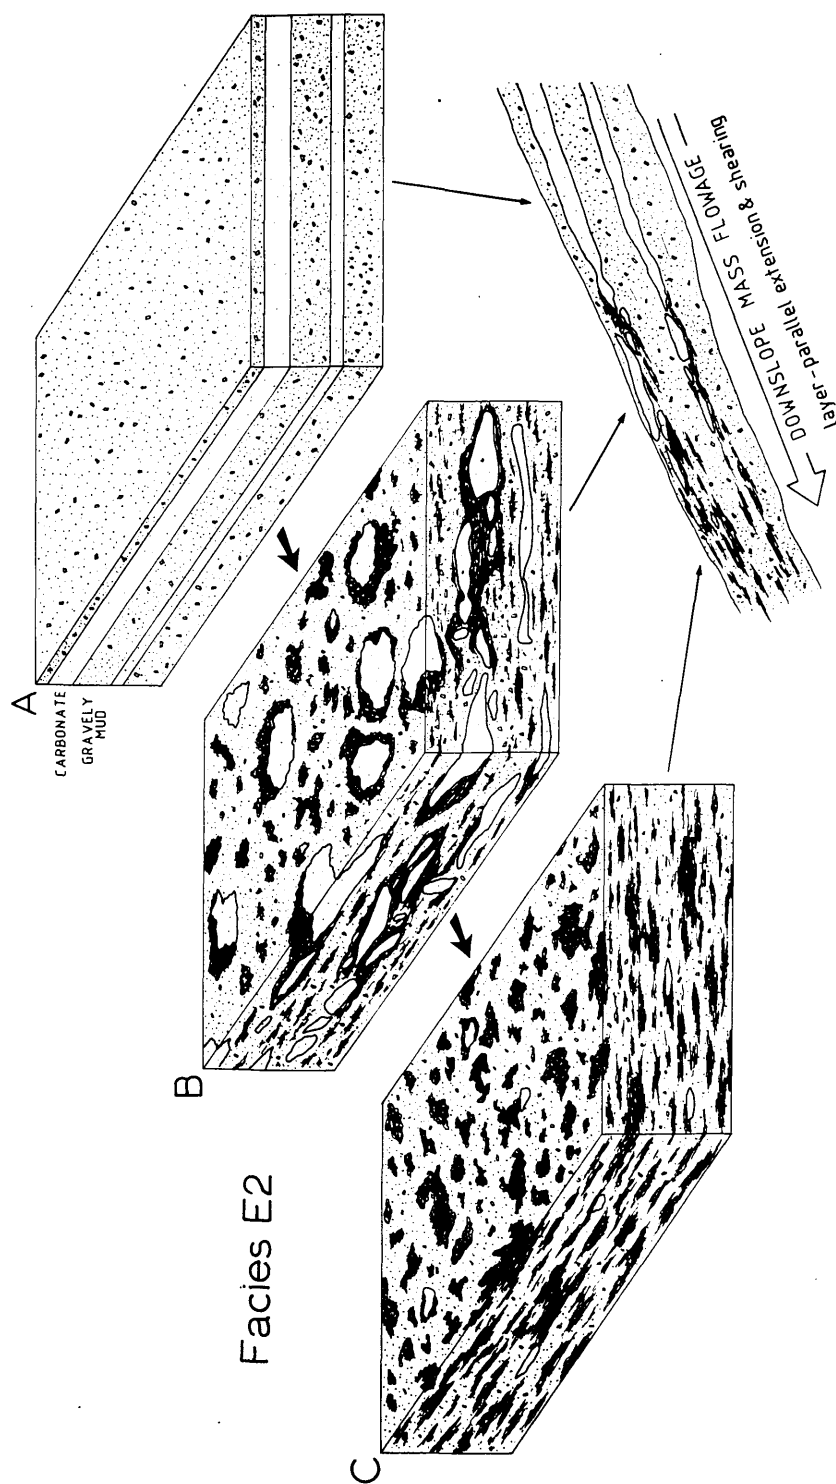 A
CARBONATE
GRAVELY
MUD
B
C
Facies E2
— DOWNSLOPE MASS FLOWAGE —
layer-parallel extension & shearing